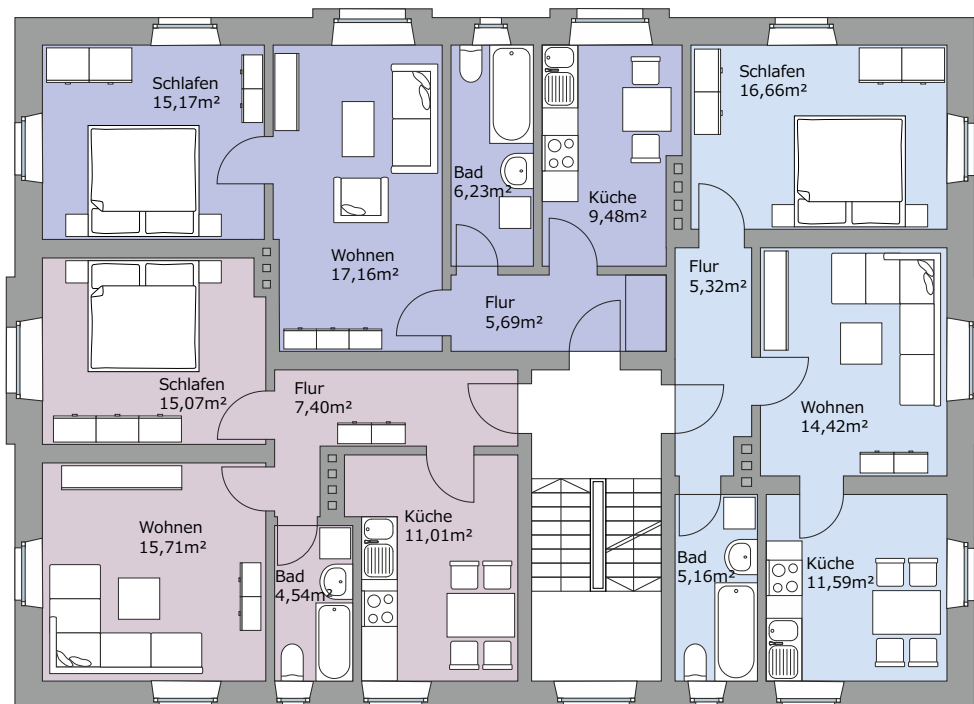 Schlafen
15,17m²
Wohnen
17,16m²
Bad
6,23m²
Küche
9,48m²
Flur
5,69m²
Schlafen
16,66m²
Flur
5,32m²
Wohnen
14,42m²
Küche
11,59m²
Bad
5,16m²
Schlafen
15,07m²
Flur
7,40m²
Wohnen
15,71m²
Bad
4,54m²
Küche
11,01m²